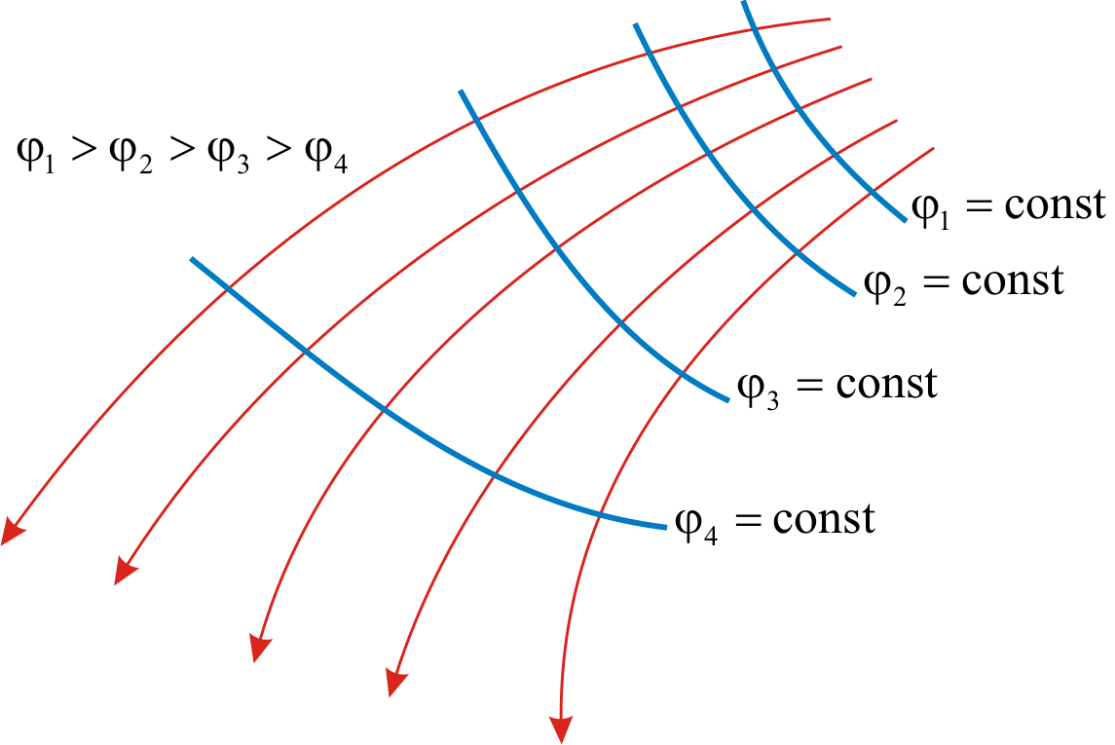 φ₁ > φ₂ > φ₃ > φ₄
φ₁ = const
φ₂ = const
φ₃ = const
φ₄ = const